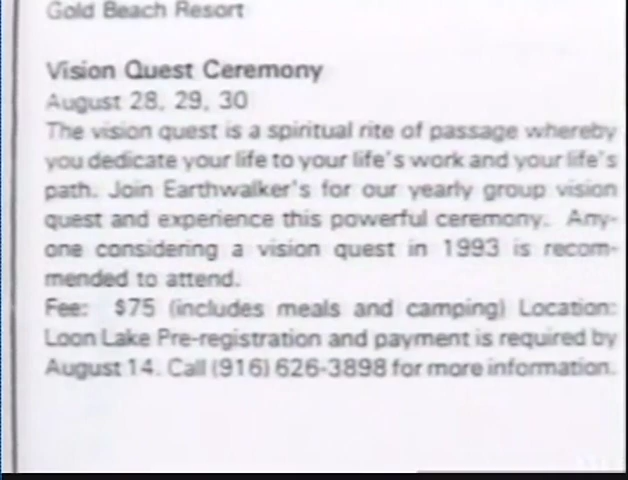 Gold Beach Resort
Vision Quest Ceremony
August 28, 29, 30
The vision quest is a spiritual rite of passage whereby
you dedicate your life to your life's work and your life's
path. Join Earthwalker's for our yearly group vision
quest and experience this powerful ceremony. Any-
one considering a vision quest in 1993 is recom-
mended to attend.
Fee: $75 (includes meals and camping) Location:
Loon Lake Pre-registration and payment is required by
August 14. Call (916) 626-3898 for more information.